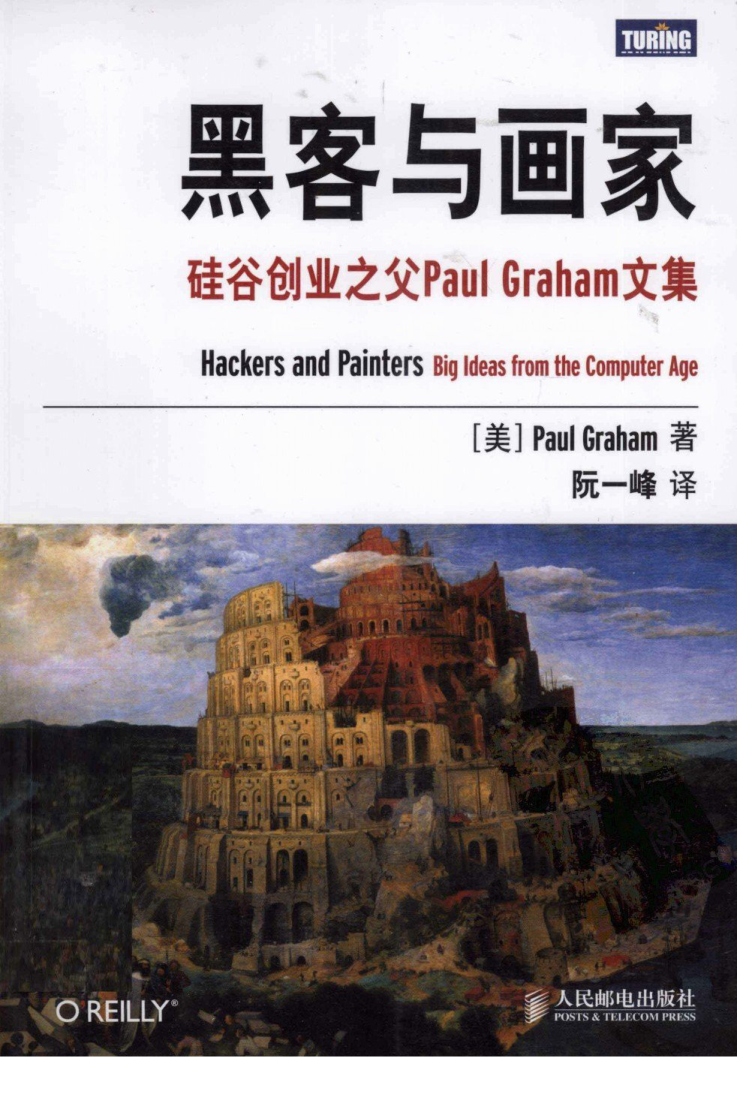 TURING
黑客与画家
硅谷创业之父Paul Graham文集
Hackers and Painters Big Ideas from the Computer Age
[美] Paul Graham 著
阮一峰 译
O REILLY®
人民邮电出版社
POSTS & TELECOM PRESS